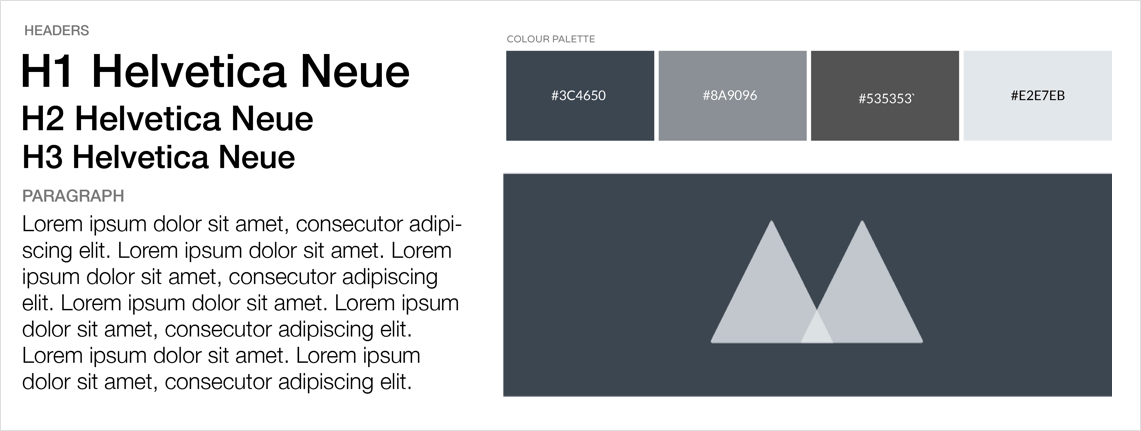 HEADERS
H1 Helvetica Neue
H2 Helvetica Neue
H3 Helvetica Neue
PARAGRAPH
Lorem ipsum dolor sit amet, consecutor adipi-
scing elit. Lorem ipsum dolor sit amet. Lorem
ipsum dolor sit amet, consecutor adipiscing
elit. Lorem ipsum dolor sit amet. Lorem ipsum
dolor sit amet, consecutor adipiscing elit.
Lorem ipsum dolor sit amet. Lorem ipsum
dolor sit amet, consecutor adipiscing elit.
COLOUR PALETTE
#3C4650
#8A9096
#535353`
#E2E7EB